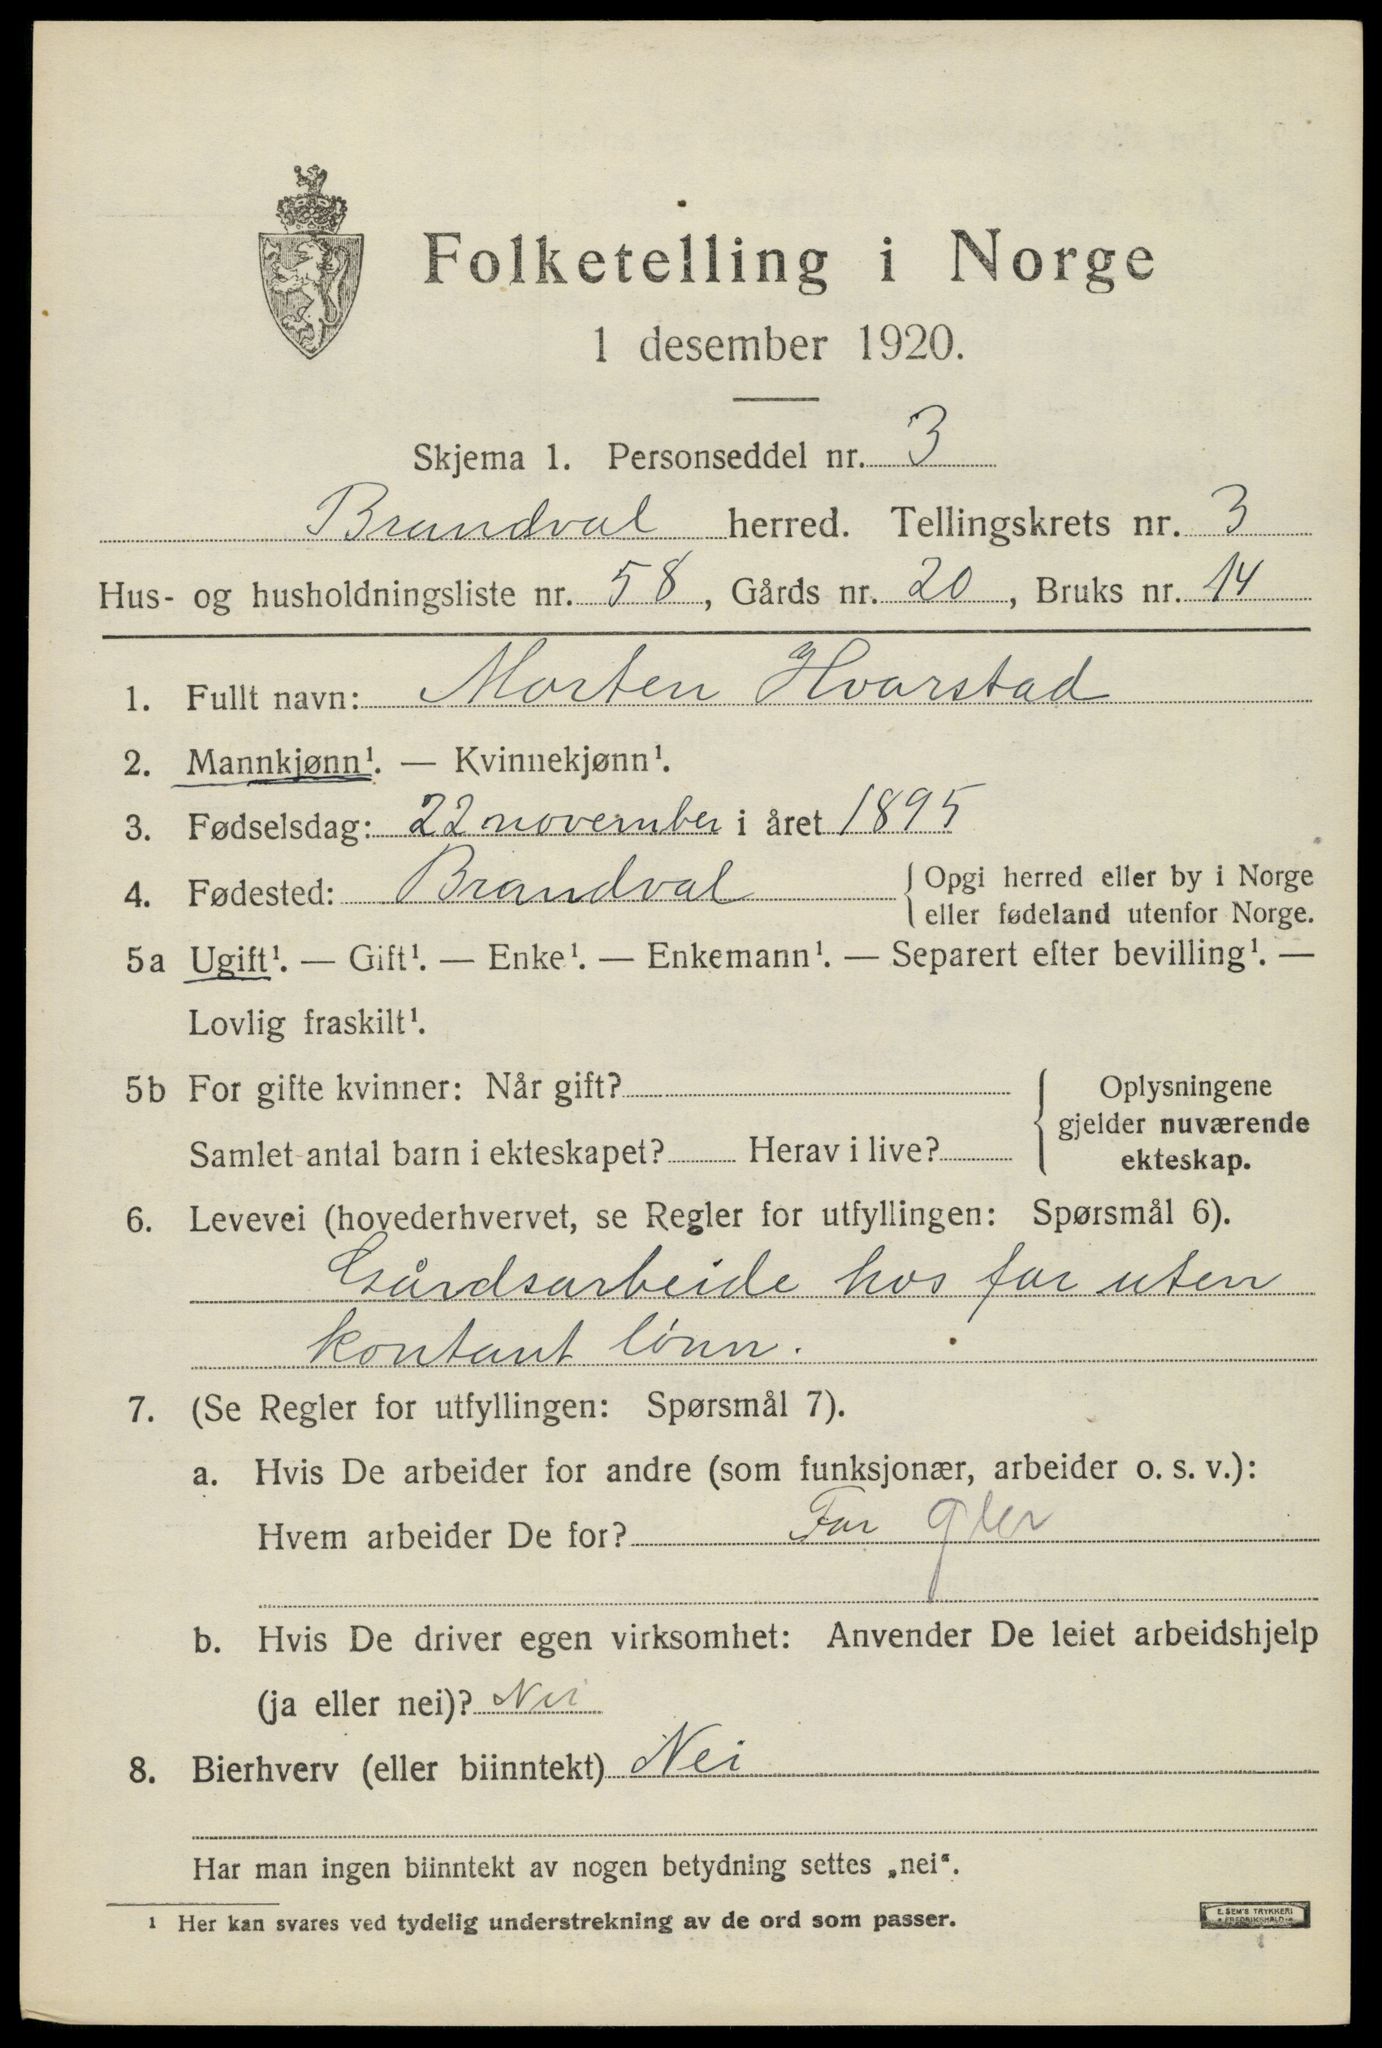 Folketelling i Norge
1 desember 1920.
Skjema 1. Personseddel nr. 3
Brandval herred. Tellingskrets nr. 3
Hus- og husholdningsliste nr. 58, Gårds nr. 20, Bruks nr. 14
1. Fullt navn: Morten Hvarstad
2. Mannkjønn¹. — Kvinnekjønn¹.
3. Fødselsdag: 22 november i året 1895
4. Fødested: Brandval { Opgi herred eller by i Norge
eller fødeland utenfor Norge.
5a Ugift¹. — Gift¹. — Enke¹. — Enkemann¹. — Separert efter bevilling¹. —
Lovlig fraskilt¹.
5b For gifte kvinner: Når gift?
Samlet antal barn i ekteskapet? Herav i live?
{ Oplysningene
gjelder nuværende
ekteskap.
6. Levevei (hovederhvervet, se Regler for utfyllingen: Spørsmål 6).
Gårdsarbeide hos far uten
kontant lønn.
7. (Se Regler for utfyllingen: Spørsmål 7).
a. Hvis De arbeider for andre (som funksjonær, arbeider o. s. v.):
Hvem arbeider De for? Far
b. Hvis De driver egen virksomhet: Anvender De leiet arbeidshjelp
(ja eller nei)? Nei
8. Bierhverv (eller biinntekt) Nei
Har man ingen biinntekt av nogen betydning settes „nei“.
¹ Her kan svares ved tydelig understrekning av de ord som passer.
E. SEM'S TRYKKERI
FREDRIKSHALD